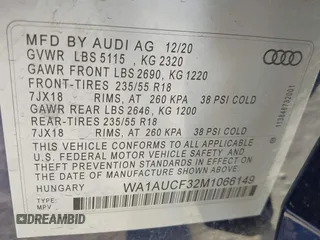 MFD BY AUDI AG 12/20
GVWR LBS 5115 , KG 2320
GAWR FRONT LBS 2690, KG 1220
FRONT-TIRES 235/55 R18
7JX18 RIMS, AT 260 KPA 38 PSI COLD
GAWR REAR LBS 2646, KG 1200
REAR-TIRES 235/55 R18
7JX18 RIMS, AT 260 KPA 38 PSI COLD
THIS VEHICLE CONFORMS TO ALL APPLICABLE
U.S. FEDERAL MOTOR VEHICLE SAFETY AND
THEFT PREVENTION STANDARDS IN EFFECT ON
THE DATE OF MANUFACTURE SHOWN ABOVE
HUNGARY WA1AUCF32M1066149
TYPE:
MPV
DREAMBID